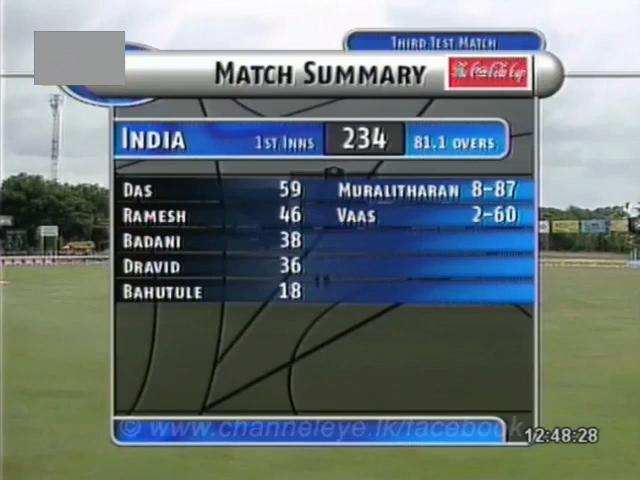 THIRD TEST MATCH
MATCH SUMMARY
The Coca-Cola Cup
INDIA 1ST INNS 234 81.1 OVERS
DAS 59 MURALITHARAN 8-87
RAMESH 46 VAAS 2-60
BADANI 38
DRAVID 36
BAHUTULE 18
© www.channeleye.lk/facebook
12:48:28